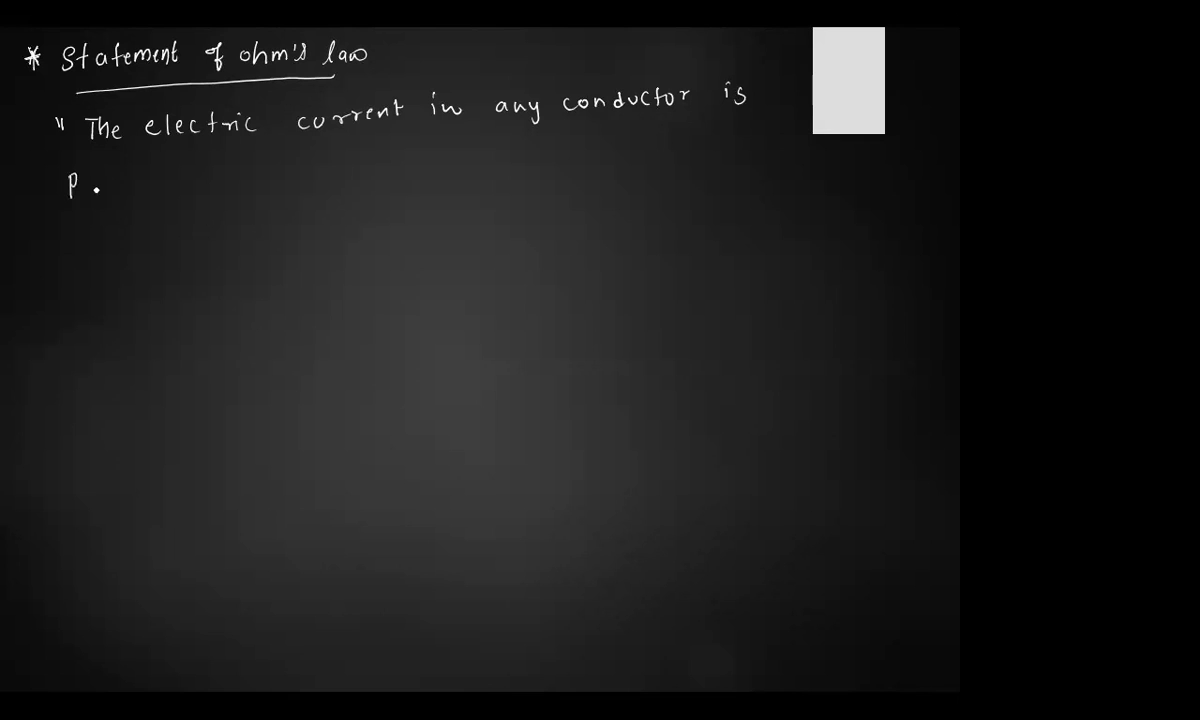 * Statement of ohm's law
" The electric current in any conductor is
p